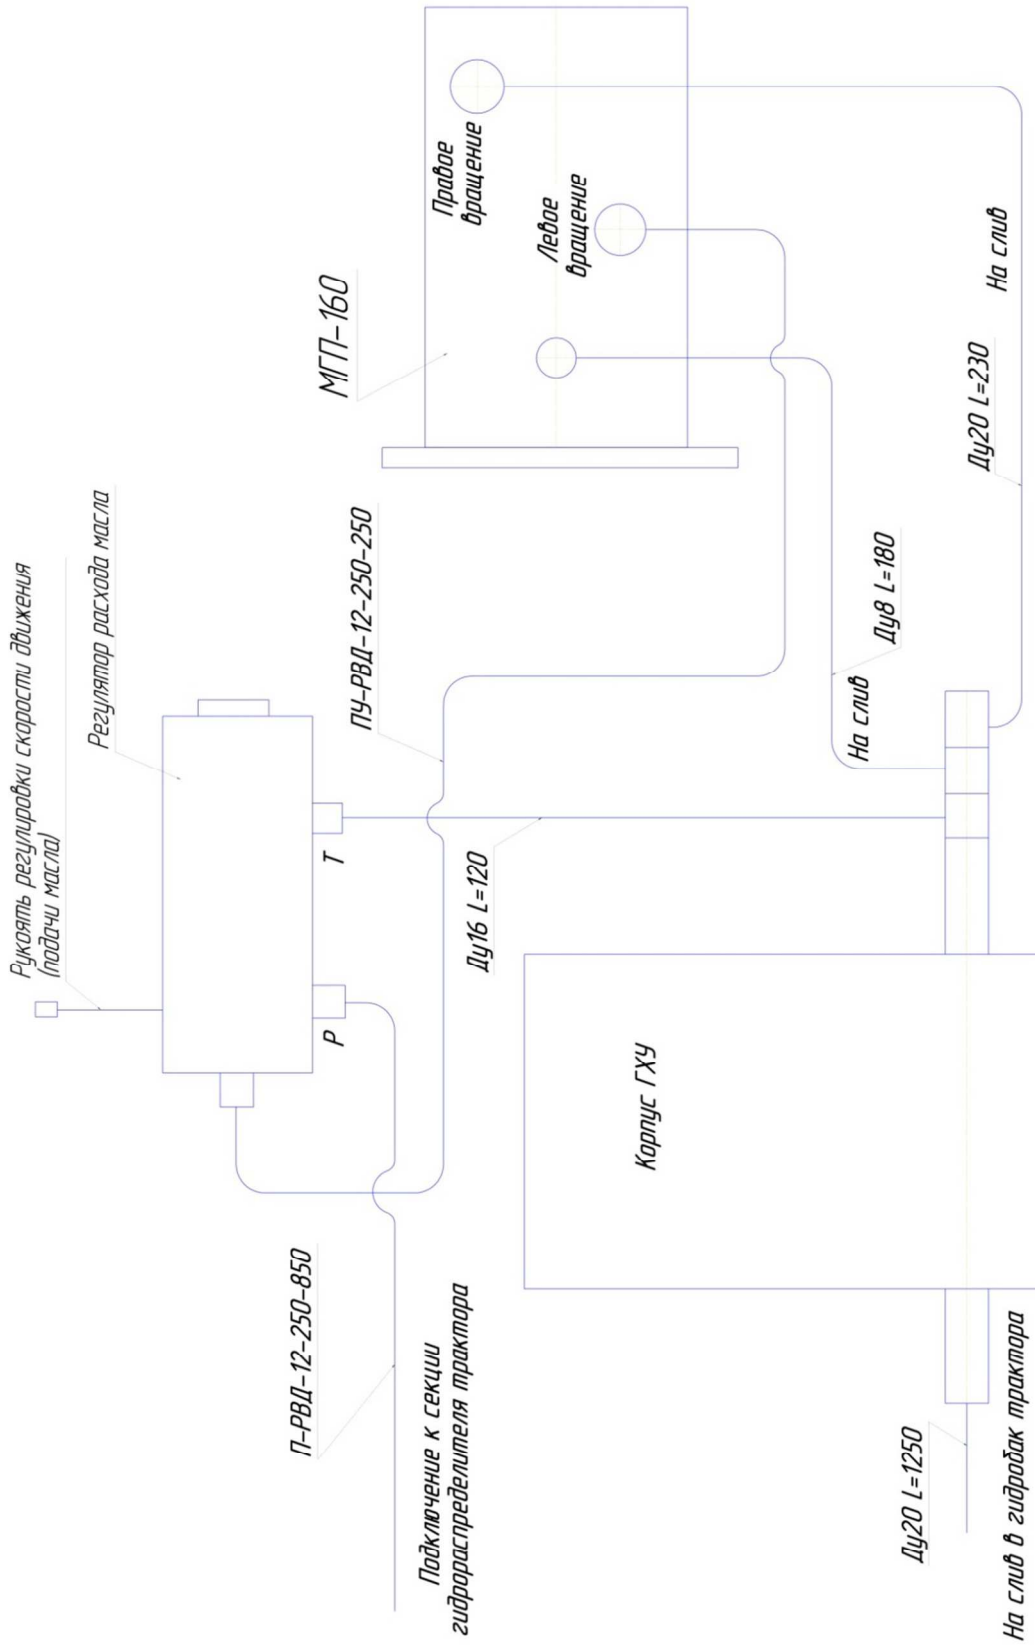 Рукоять регулировки скорости движения
(подачи масла)
Регулятор расхода масла
МГП-160
Правое
вращение
Левое
вращение
ПУ-РВД-12-250-250
P
T
П-РВД-12-250-850
Подключение к секции
гидрораспределителя трактора
Ду16 L=120
Ду8 L=180
На слив
Ду20 L=230
На слив
Корпус ГХУ
Ду20 L=1250
На слив в гидробак трактора